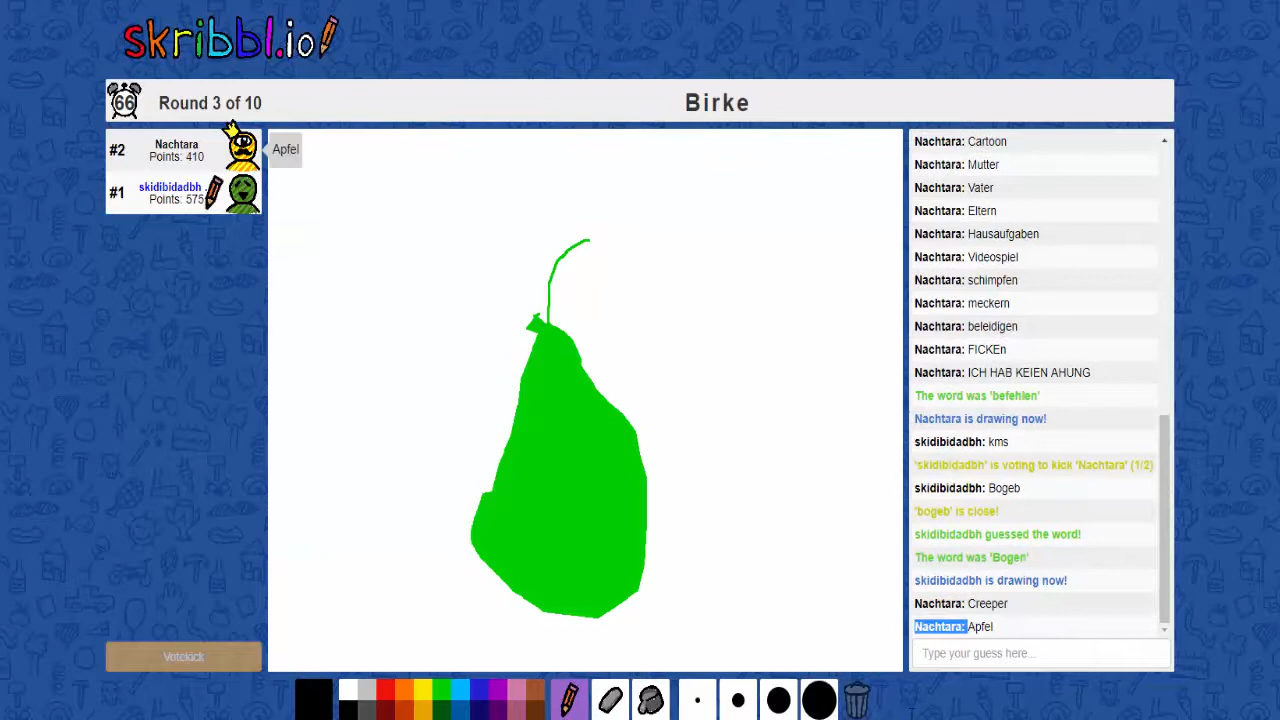 skribbl.io
66
Round 3 of 10
Birke
#2
Nachtara
Points: 410
Apfel
#1
skidibidadbh
Points: 575
Votekick
Nachtara: Cartoon
Nachtara: Mutter
Nachtara: Vater
Nachtara: Eltern
Nachtara: Hausaufgaben
Nachtara: Videospiel
Nachtara: schimpfen
Nachtara: meckern
Nachtara: beleidigen
Nachtara: FICKEn
Nachtara: ICH HAB KEIEN AHUNG
The word was 'befehlen'
Nachtara is drawing now!
skidibidadbh: kms
'skidibidadbh' is voting to kick 'Nachtara' (1/2)
skidibidadbh: Bogeb
'bogeb' is close!
skidibidadbh guessed the word!
The word was 'Bogen'
skidibidadbh is drawing now!
Nachtara: Creeper
Nachtara: Apfel
Type your guess here...